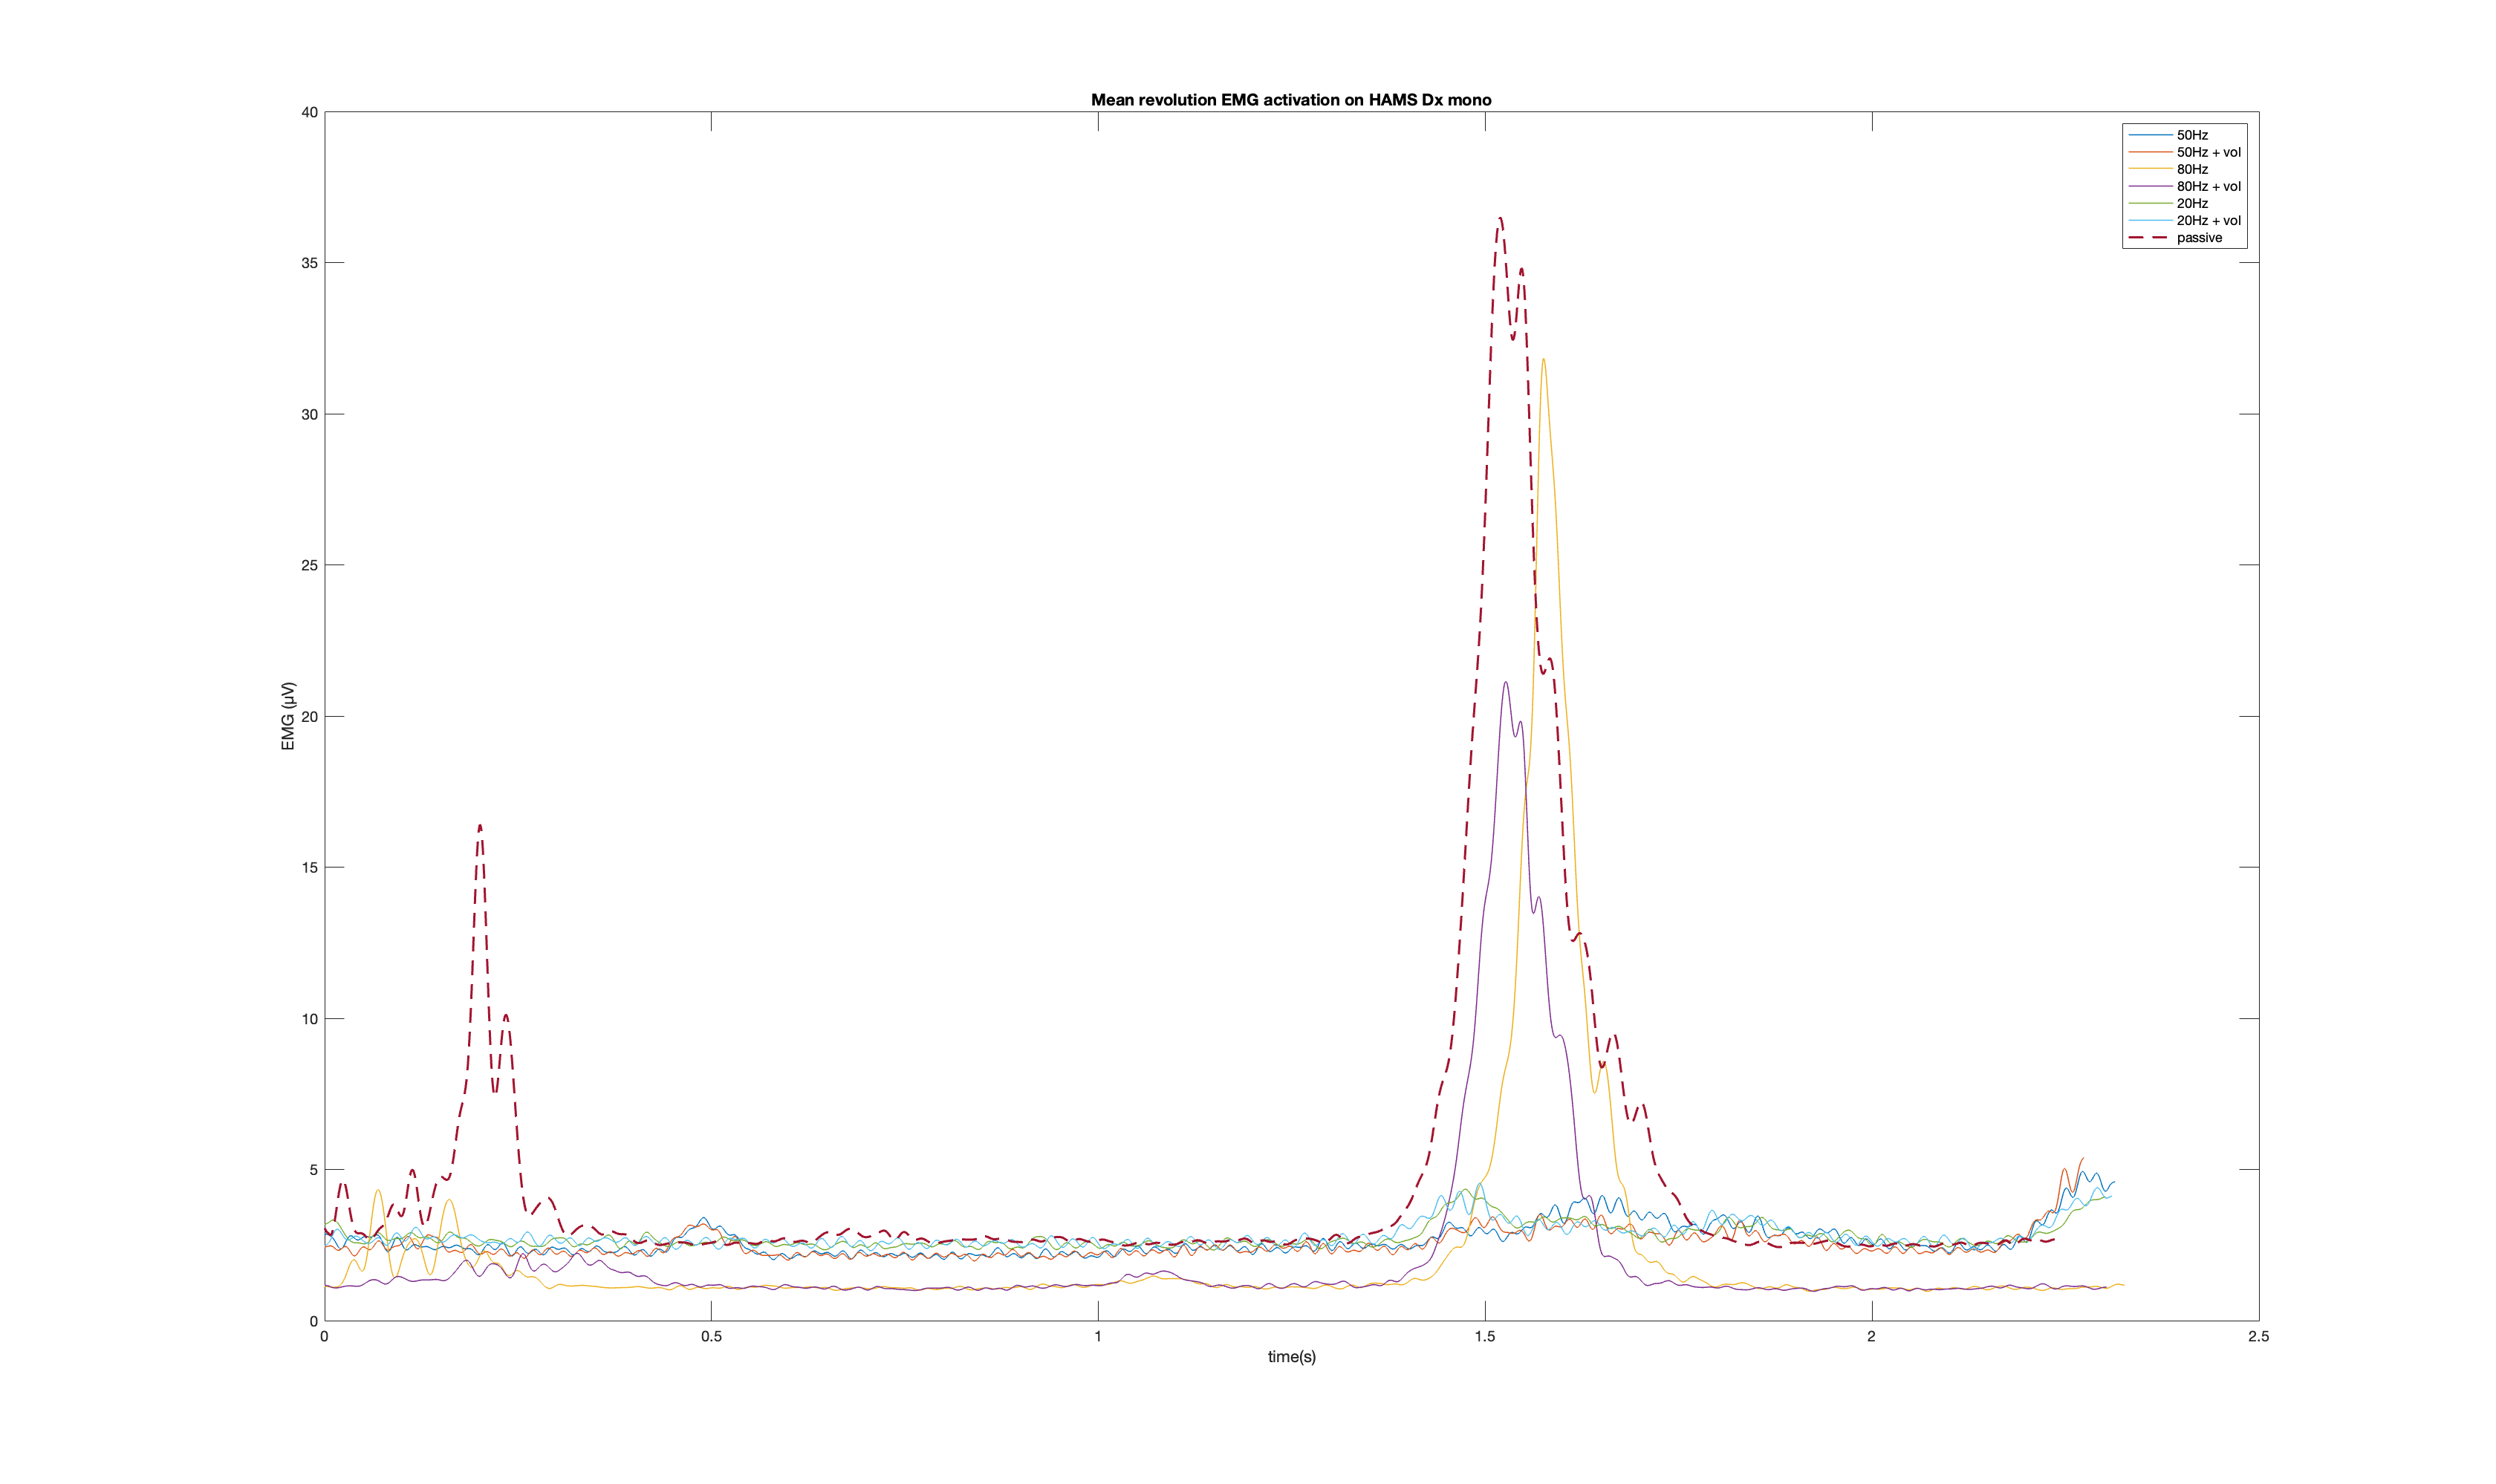 Mean revolution EMG activation on HAMS Dx mono
40
35
30
25
20
15
10
5
0
EMG (µV)
0 0.5 1 1.5 2 2.5
time(s)
50Hz
50Hz + vol
80Hz
80Hz + vol
20Hz
20Hz + vol
passive